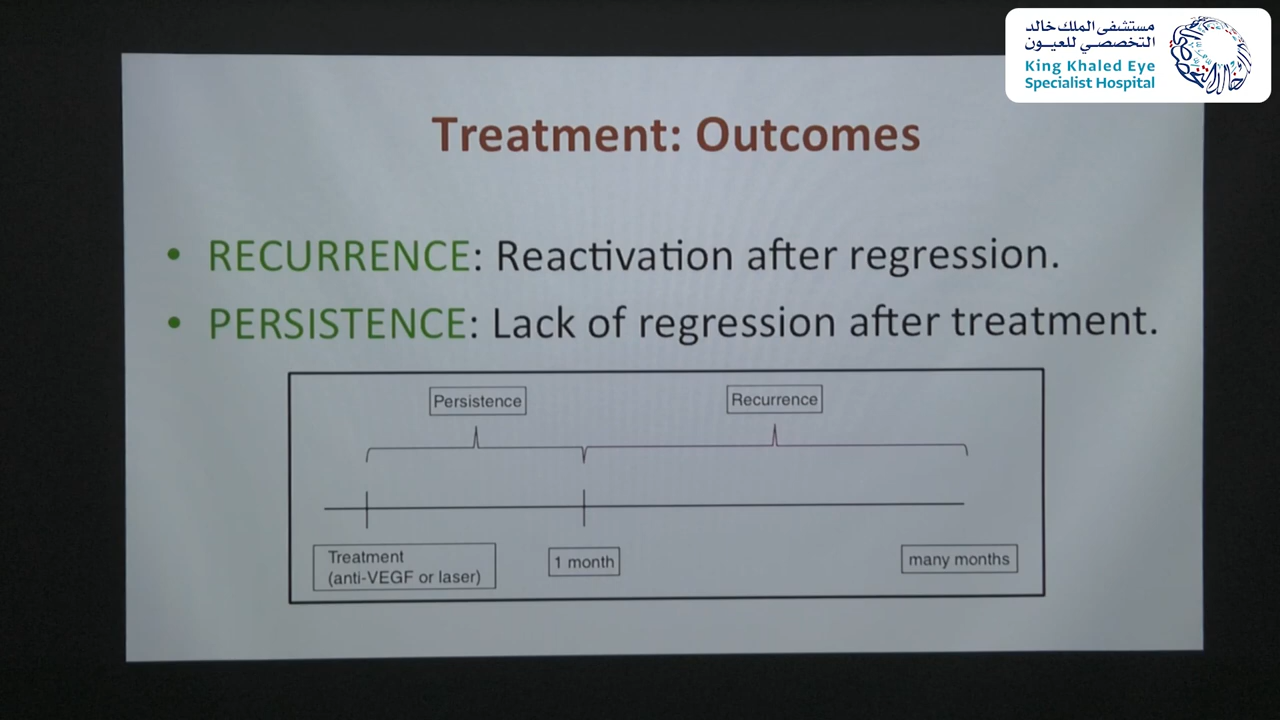 مستشفى الملك خالد
التخصصي للعيون
King Khaled Eye
Specialist Hospital
Treatment: Outcomes
• RECURRENCE: Reactivation after regression.
• PERSISTENCE: Lack of regression after treatment.
Persistence
Recurrence
Treatment
(anti-VEGF or laser)
1 month
many months